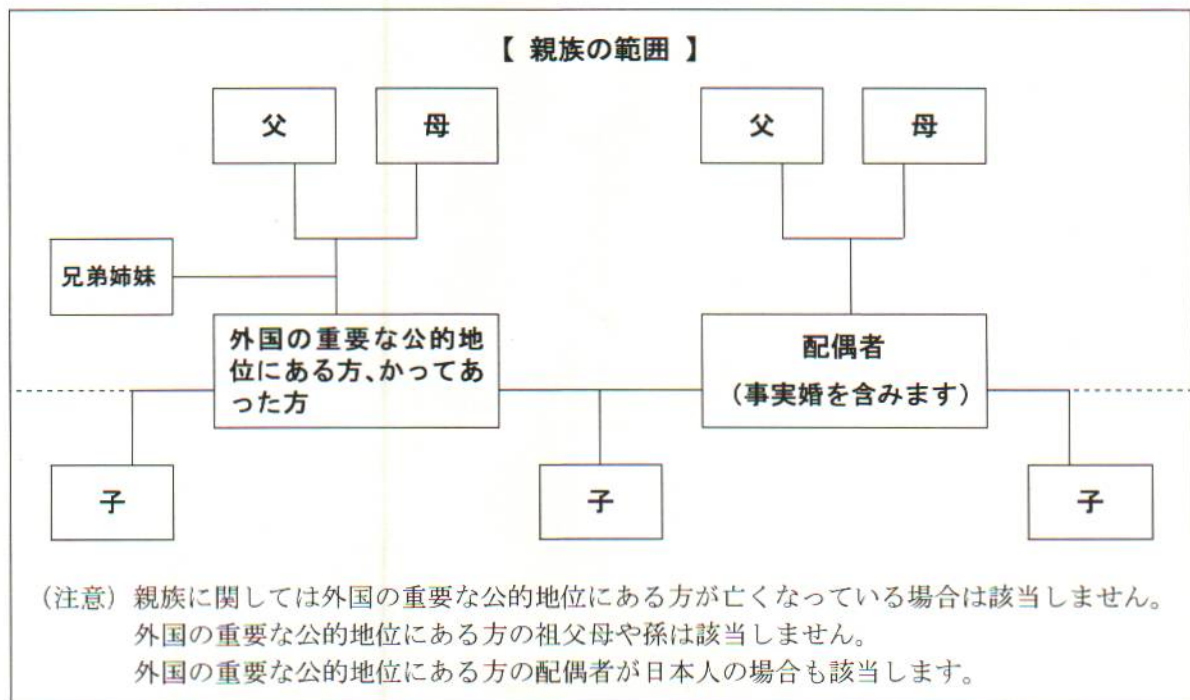 【 親族の範囲 】
父
母
父
母
兄弟姉妹
外国の重要な公的地
位にある方、かってあ
った方
配偶者
（事実婚を含みます）
子
子
子
（注意）親族に関しては外国の重要な公的地位にある方が亡くなっている場合は該当しません。
外国の重要な公的地位にある方の祖父母や孫は該当しません。
外国の重要な公的地位にある方の配偶者が日本人の場合も該当します。